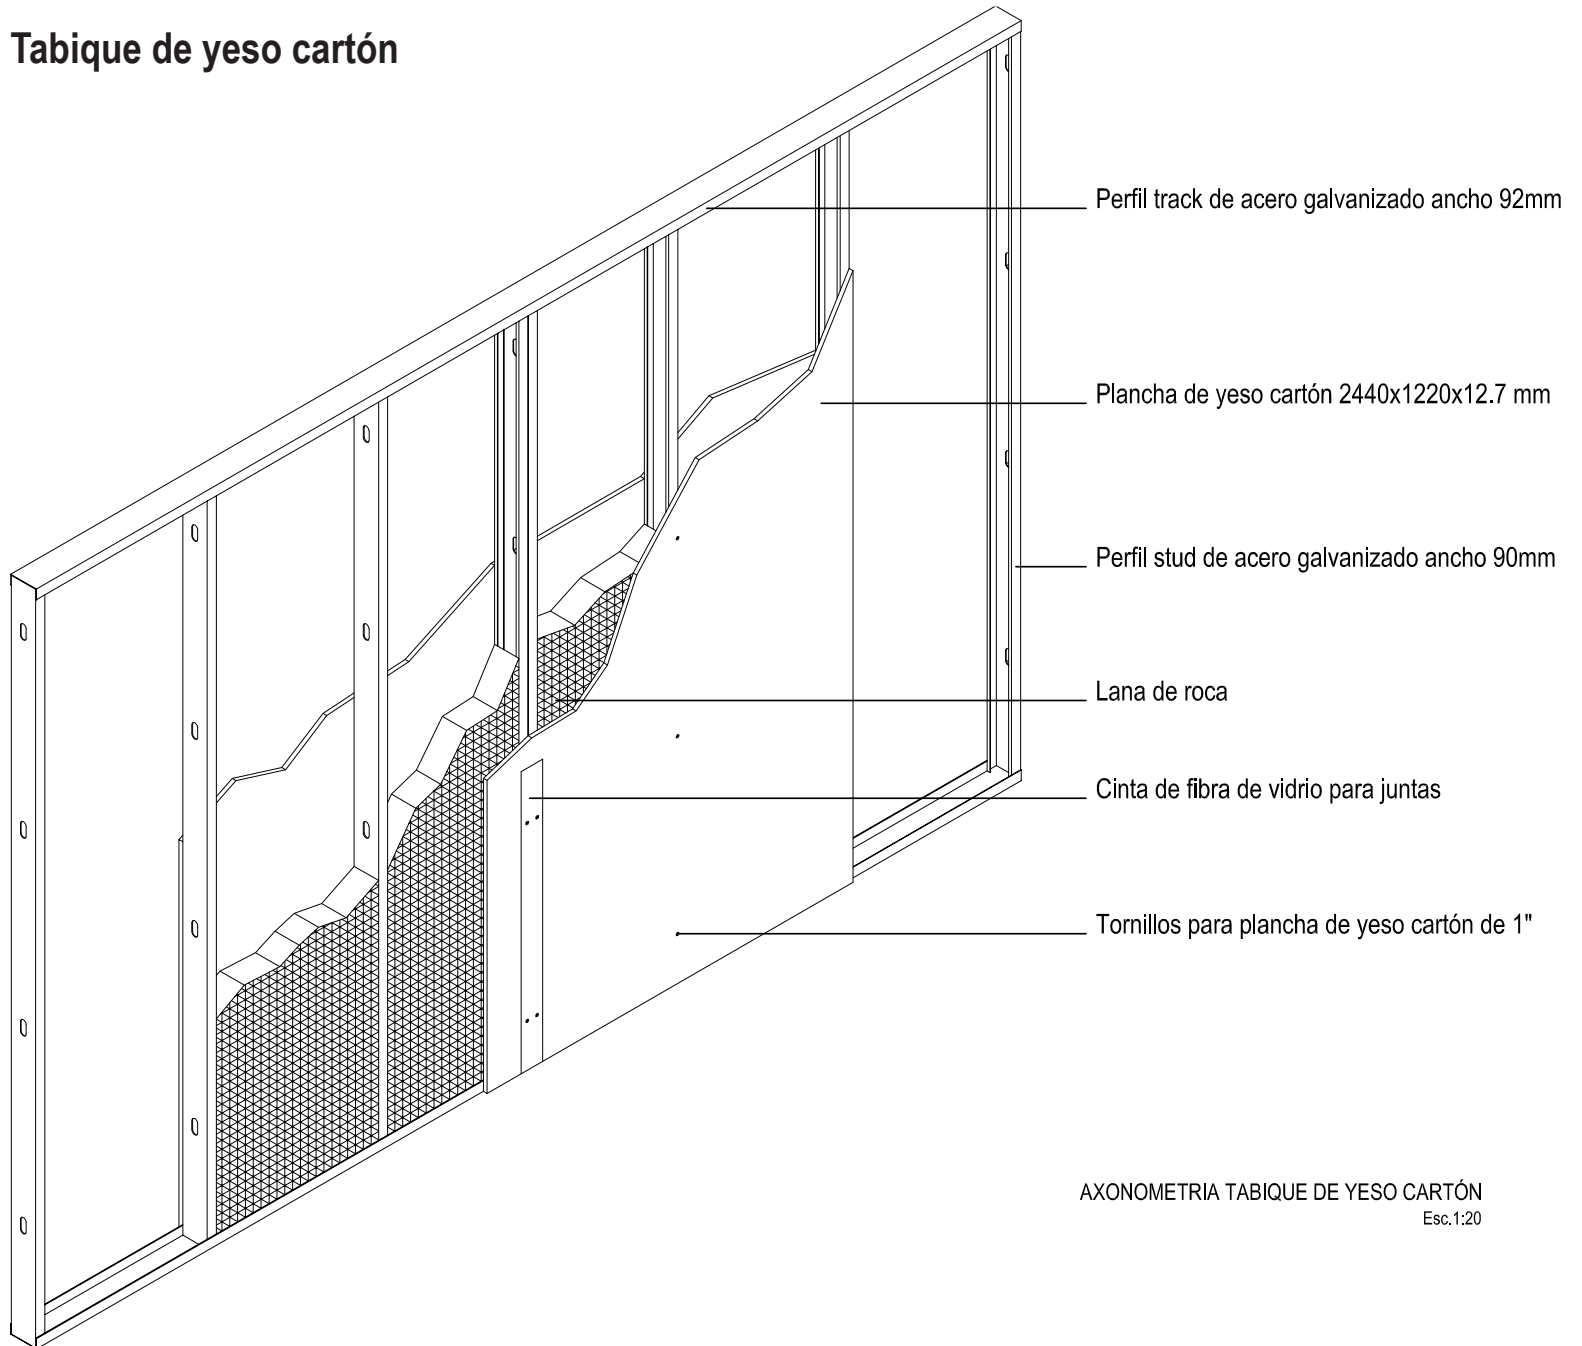 Tabique de yeso cartón
Perfil track de acero galvanizado ancho 92mm
Plancha de yeso cartón 2440x1220x12.7 mm
Perfil stud de acero galvanizado ancho 90mm
Lana de roca
Cinta de fibra de vidrio para juntas
Tornillos para plancha de yeso cartón de 1"
AXONOMETRIA TABIQUE DE YESO CARTÓN
Esc.1:20